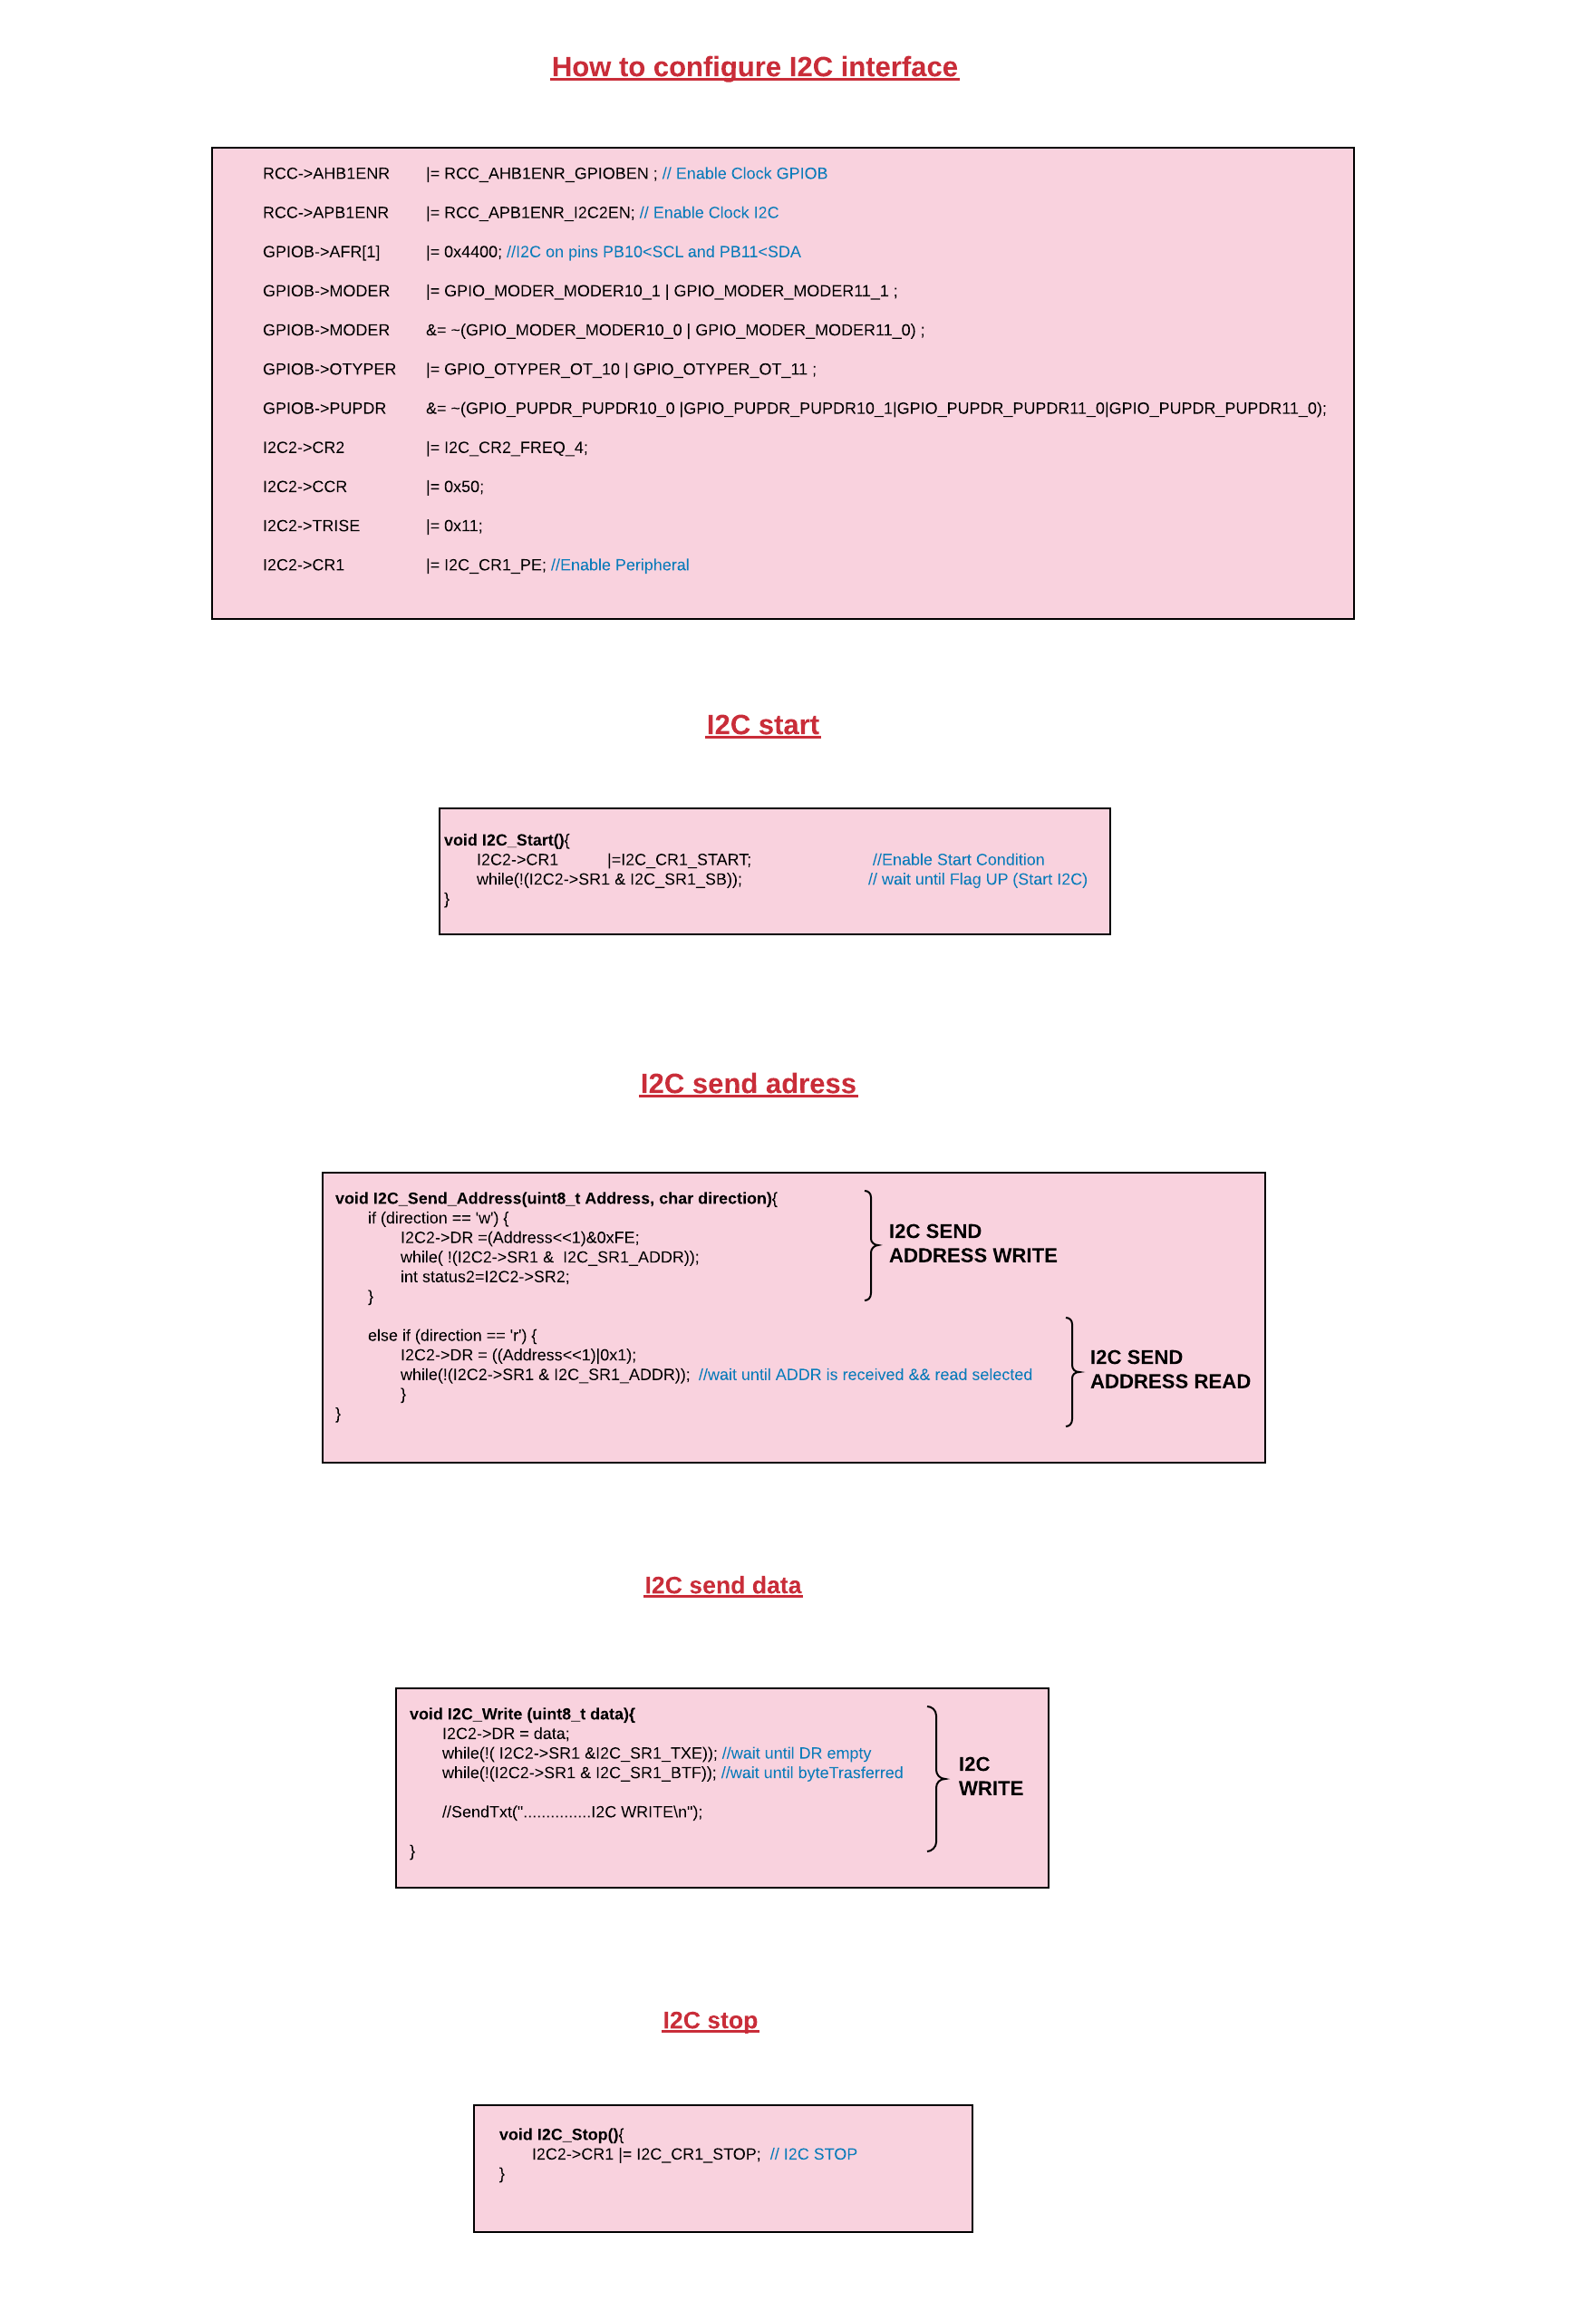 How to configure I2C interface
RCC->AHB1ENR |= RCC_AHB1ENR_GPIOBEN ; // Enable Clock GPIOB
RCC->APB1ENR |= RCC_APB1ENR_I2C2EN; // Enable Clock I2C
GPIOB->AFR[1] |= 0x4400; //I2C on pins PB10<SCL and PB11<SDA
GPIOB->MODER |= GPIO_MODER_MODER10_1 | GPIO_MODER_MODER11_1 ;
GPIOB->MODER &= ~(GPIO_MODER_MODER10_0 | GPIO_MODER_MODER11_0) ;
GPIOB->OTYPER |= GPIO_OTYPER_OT_10 | GPIO_OTYPER_OT_11 ;
GPIOB->PUPDR &= ~(GPIO_PUPDR_PUPDR10_0 |GPIO_PUPDR_PUPDR10_1|GPIO_PUPDR_PUPDR11_0|GPIO_PUPDR_PUPDR11_0);
I2C2->CR2 |= I2C_CR2_FREQ_4;
I2C2->CCR |= 0x50;
I2C2->TRISE |= 0x11;
I2C2->CR1 |= I2C_CR1_PE; //Enable Peripheral
I2C start
void I2C_Start(){
I2C2->CR1 |=I2C_CR1_START; //Enable Start Condition
while(!(I2C2->SR1 & I2C_SR1_SB)); // wait until Flag UP (Start I2C)
}
I2C send adress
void I2C_Send_Address(uint8_t Address, char direction){
if (direction == 'w') {
I2C2->DR =(Address<<1)&0xFE;
while( !(I2C2->SR1 &  I2C_SR1_ADDR));
int status2=I2C2->SR2;
}
I2C SEND
ADDRESS WRITE
else if (direction == 'r') {
I2C2->DR = ((Address<<1)|0x1);
while(!(I2C2->SR1 & I2C_SR1_ADDR)); //wait until ADDR is received && read selected
}
}
I2C SEND
ADDRESS READ
I2C send data
void I2C_Write (uint8_t data){
I2C2->DR = data;
while(!( I2C2->SR1 &I2C_SR1_TXE)); //wait until DR empty
while(!(I2C2->SR1 & I2C_SR1_BTF)); //wait until byteTrasferred
//SendTxt("...............I2C WRITE\n");
}
I2C
WRITE
I2C stop
void I2C_Stop(){
I2C2->CR1 |= I2C_CR1_STOP; // I2C STOP
}